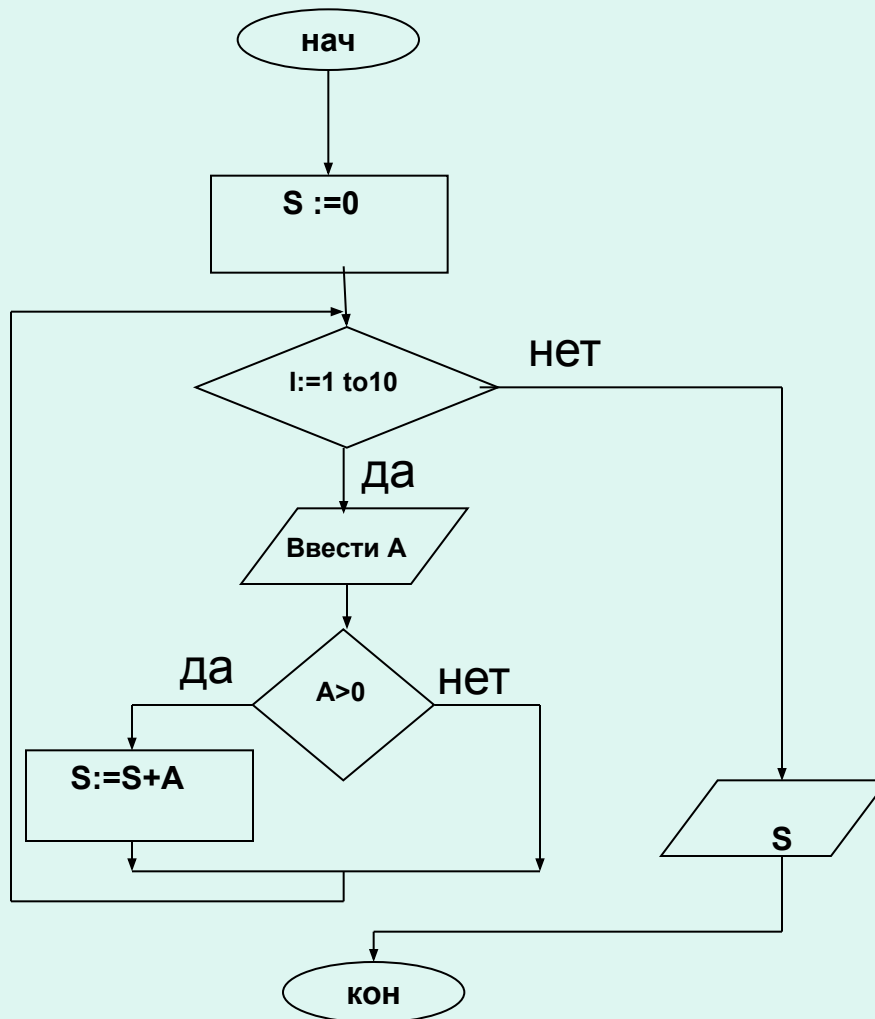 нач
S :=0
нет
I:=1 to10
да
Ввести А
да
А>0
нет
S:=S+A
S
кон